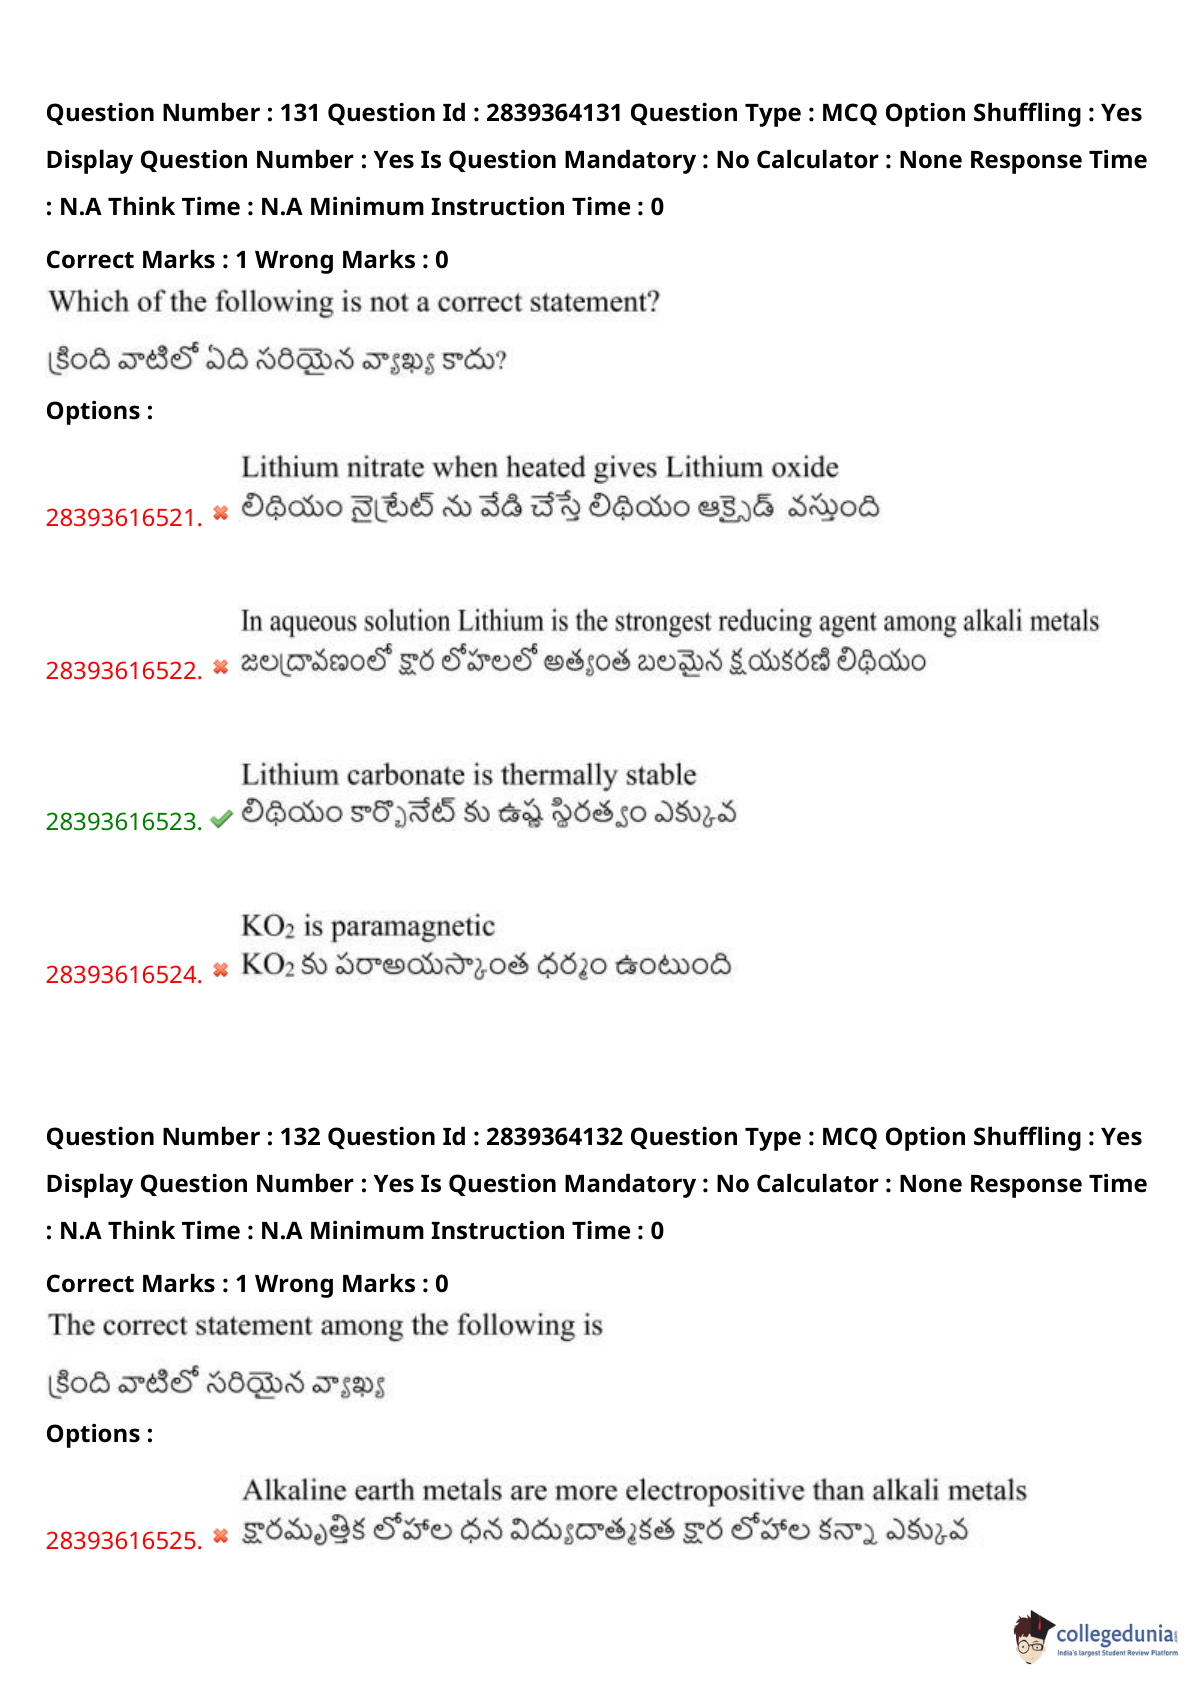 Question Number : 131 Question Id : 2839364131 Question Type : MCQ Option Shuffling : Yes
Display Question Number : Yes Is Question Mandatory : No Calculator : None Response Time
: N.A Think Time : N.A Minimum Instruction Time : 0
Correct Marks : 1 Wrong Marks : 0
Which of the following is not a correct statement?
క్రింది వాటిలో ఏది సరియైన వ్యాఖ్య కాదు?
Options :
Lithium nitrate when heated gives Lithium oxide
28393616521. లిథియం నైట్రేట్ ను వేడి చేస్తే లిథియం ఆక్సైడ్ వస్తుంది
In aqueous solution Lithium is the strongest reducing agent among alkali metals
28393616522. జలద్రావణంలో క్షార లోహలలో అత్యంత బలమైన క్షయకరణి లిథియం
Lithium carbonate is thermally stable
28393616523. లిథియం కార్బొనేట్ కు ఉష్ణ స్థిరత్వం ఎక్కువ
KO₂ is paramagnetic
28393616524. KO₂ కు పరాఅయస్కాంత ధర్మం ఉంటుంది
Question Number : 132 Question Id : 2839364132 Question Type : MCQ Option Shuffling : Yes
Display Question Number : Yes Is Question Mandatory : No Calculator : None Response Time
: N.A Think Time : N.A Minimum Instruction Time : 0
Correct Marks : 1 Wrong Marks : 0
The correct statement among the following is
క్రింది వాటిలో సరియైన వ్యాఖ్య
Options :
Alkaline earth metals are more electropositive than alkali metals
28393616525. క్షారమృత్తిక లోహాల ధన విద్యుదాత్మకత క్షార లోహాల కన్నా ఎక్కువ
collegedunia
India's largest Student Review Platform